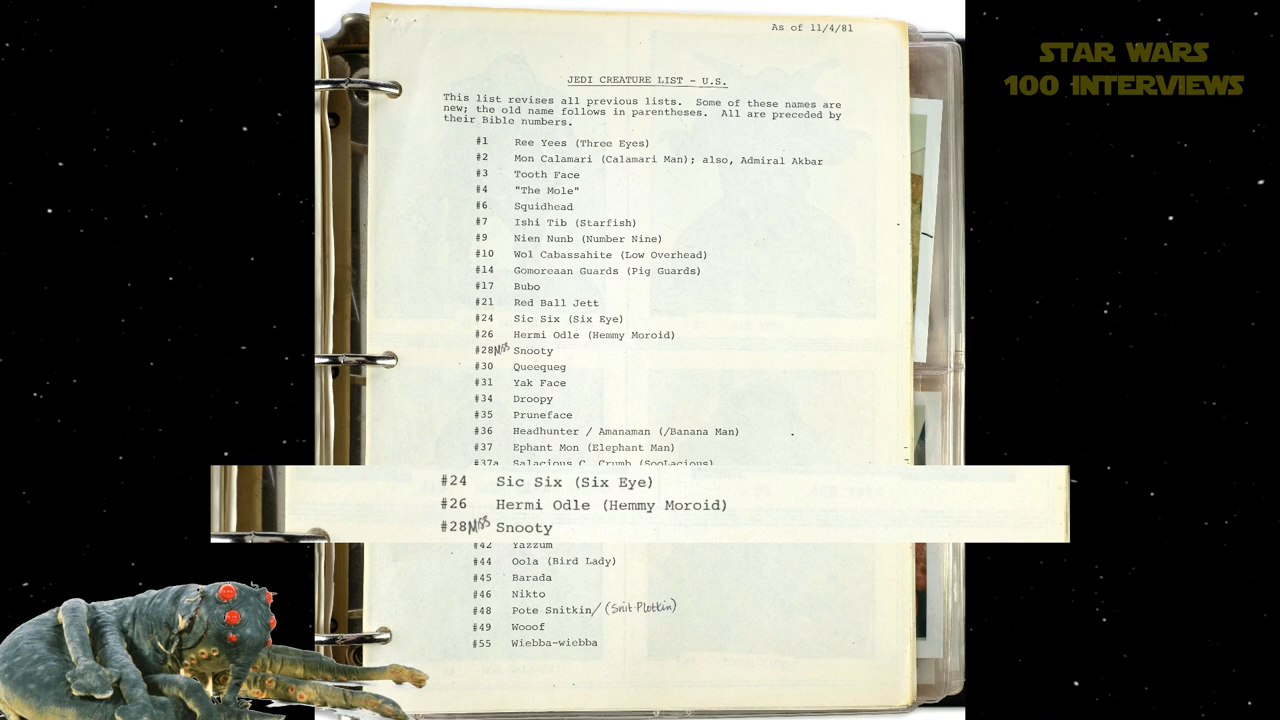 As of 11/4/81
STAR WARS
100 INTERVIEWS
JEDI CREATURE LIST - U.S.
This list revises all previous lists. Some of these names are
new; the old name follows in parentheses. All are preceded by
their Bible numbers.
#1 Ree Yees (Three Eyes)
#2 Mon Calamari (Calamari Man); also, Admiral Akbar
#3 Tooth Face
#4 "The Mole"
#6 Squidhead
#7 Ishi Tib (Starfish)
#9 Nien Nunb (Number Nine)
#10 Wol Cabassahite (Low Overhead)
#14 Gomoreaan Guards (Pig Guards)
#17 Bubo
#21 Red Ball Jett
#24 Sic Six (Six Eye)
#26 Hermi Odle (Hemmy Moroid)
#28 Miss Snooty
#30 Queequeg
#31 Yak Face
#34 Droopy
#35 Pruneface
#36 Headhunter / Amanaman (/Banana Man)
#37 Ephant Mon (Elephant Man)
#37a Salacious C. Crumb (SooLacious)
#24 Sic Six (Six Eye)
#26 Hermi Odle (Hemmy Moroid)
#28 Miss Snooty
#42 Yazzum
#44 Oola (Bird Lady)
#45 Barada
#46 Nikto
#48 Pote Snitkin/ (Snit Plotkin)
#49 Wooof
#55 Wiebba-wiebba